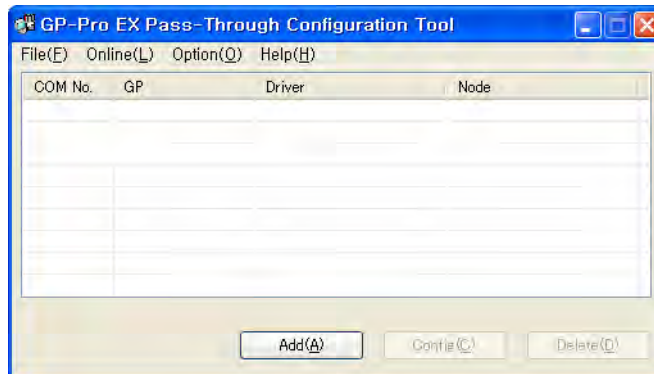 GP-Pro EX Pass-Through Configuration Tool
File(F) Online(L) Option(O) Help(H)
COM No. GP Driver Node
Add(A) Config(C) Delete(D)